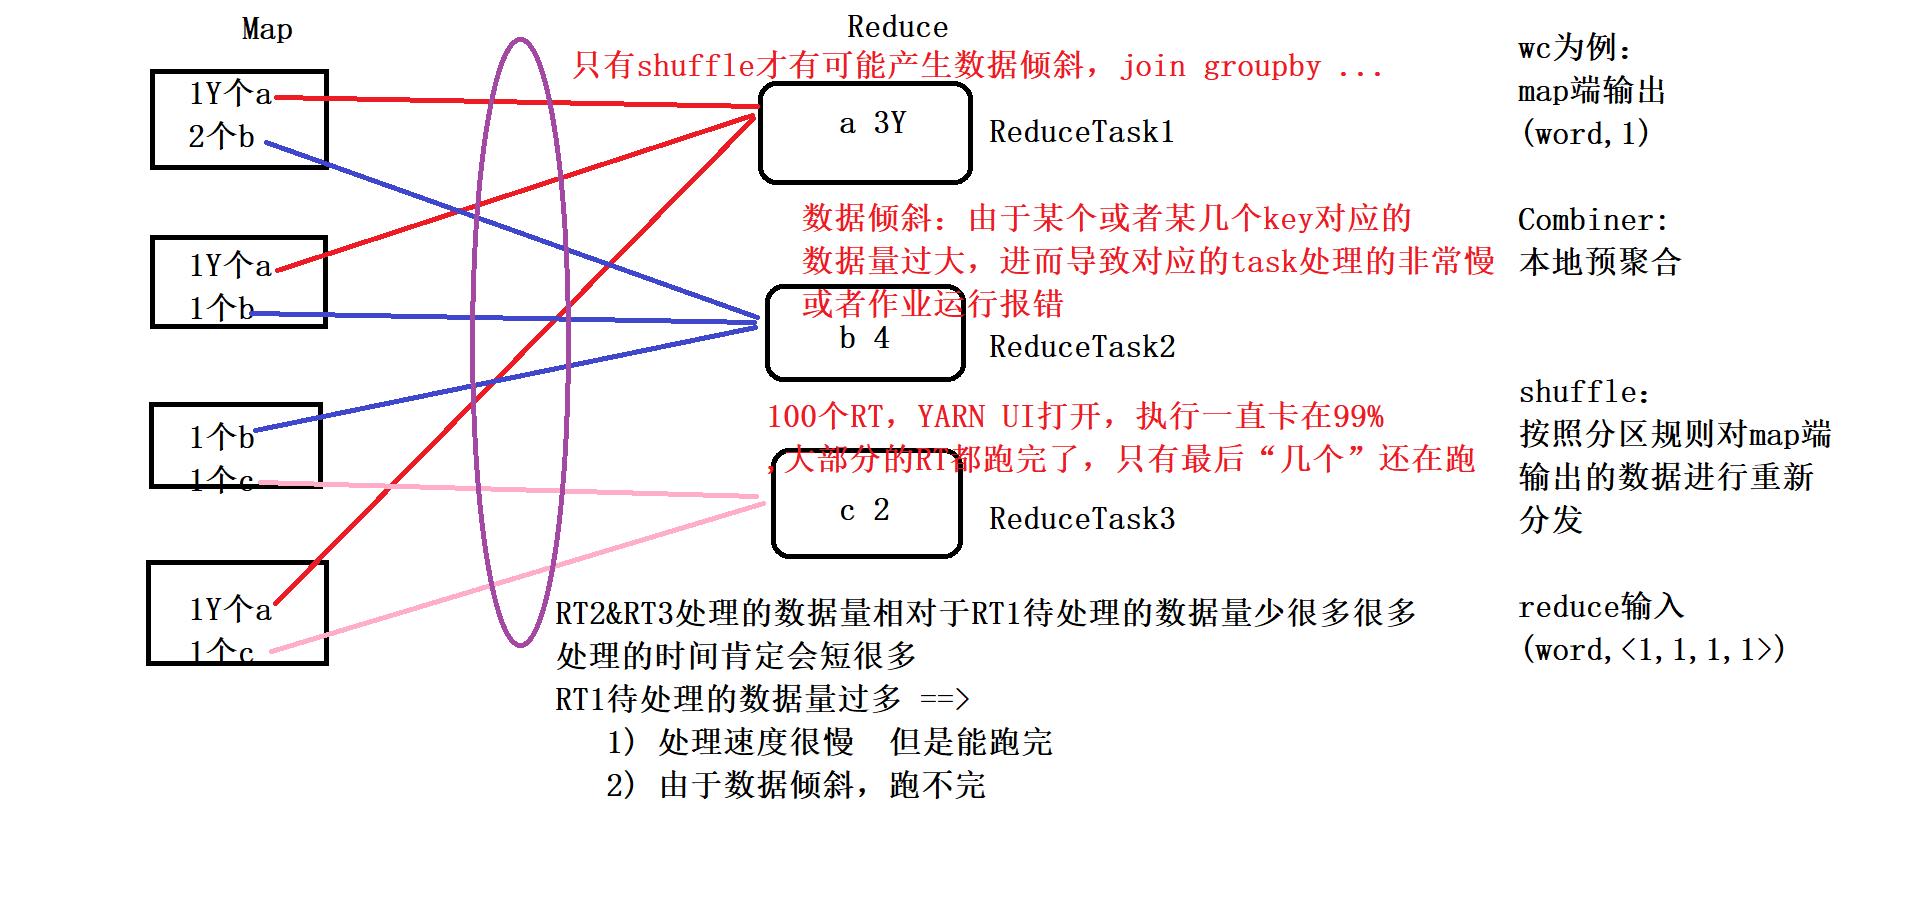 Map
1Y个a
2个b
1Y个a
1个b
1个b
1个c
1Y个a
1个c
Reduce
只有shuffle才有可能产生数据倾斜，join groupby ...
a 3Y
ReduceTask1
数据倾斜：由于某个或者某几个key对应的
数据量过大，进而导致对应的task处理的非常慢
或者作业运行报错
b 4
ReduceTask2
100个RT，YARN UI打开，执行一直卡在99%
,大部分的RT都跑完了，只有最后“几个”还在跑
c 2
ReduceTask3
RT2&RT3处理的数据量相对于RT1待处理的数据量少很多很多
处理的时间肯定会短很多
RT1待处理的数据量过多 ==>
1) 处理速度很慢 但是能跑完
2) 由于数据倾斜，跑不完
wc为例：
map端输出
(word,1)
Combiner:
本地预聚合
shuffle：
按照分区规则对map端
输出的数据进行重新
分发
reduce输入
(word,<1,1,1,1>)